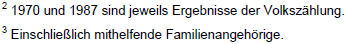 ² 1970 und 1987 sind jeweils Ergebnisse der Volkszählung.
³ Einschließlich mithelfende Familienangehörige.